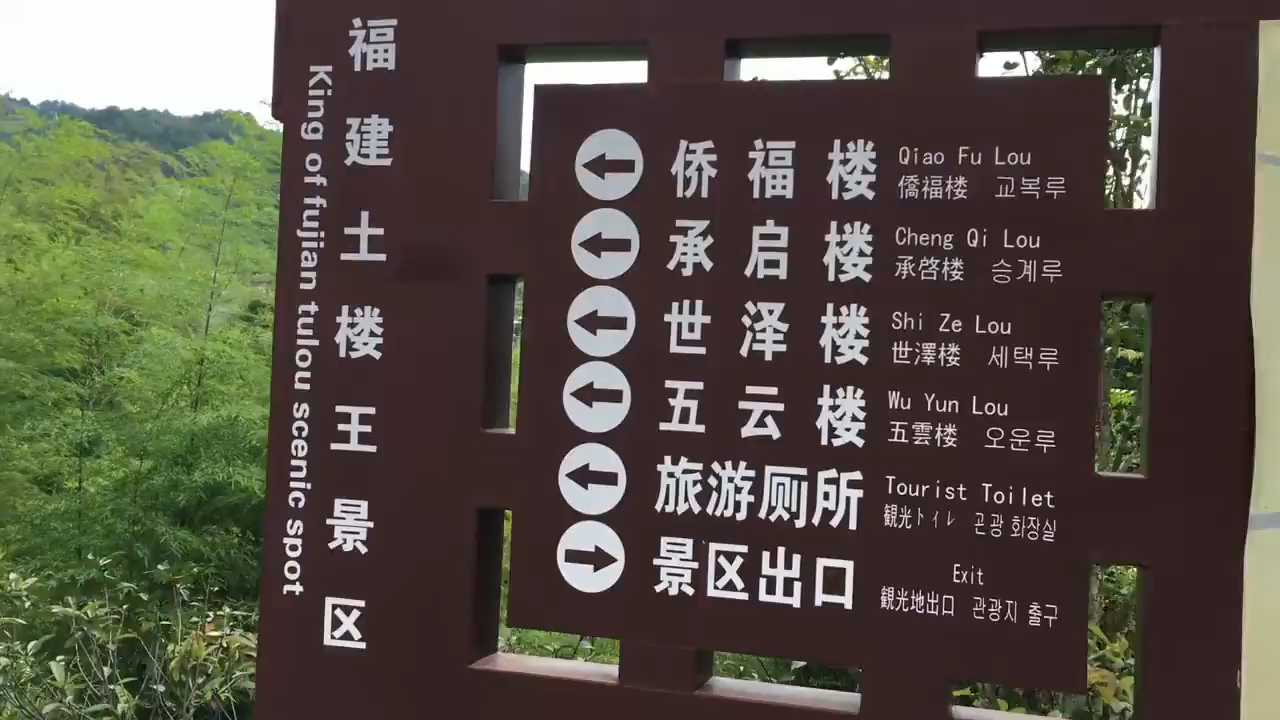 福建土楼王景区
King of fujian tulou scenic spot
侨福楼
Qiao Fu Lou
僑福楼 교복루
承启楼
Cheng Qi Lou
承啓楼 승계루
世泽楼
Shi Ze Lou
世澤楼 세택루
五云楼
Wu Yun Lou
五雲楼 오운루
旅游厕所
Tourist Toilet
観光トイレ 곤광 화장실
景区出口
Exit
観光地出口 관광지 출구